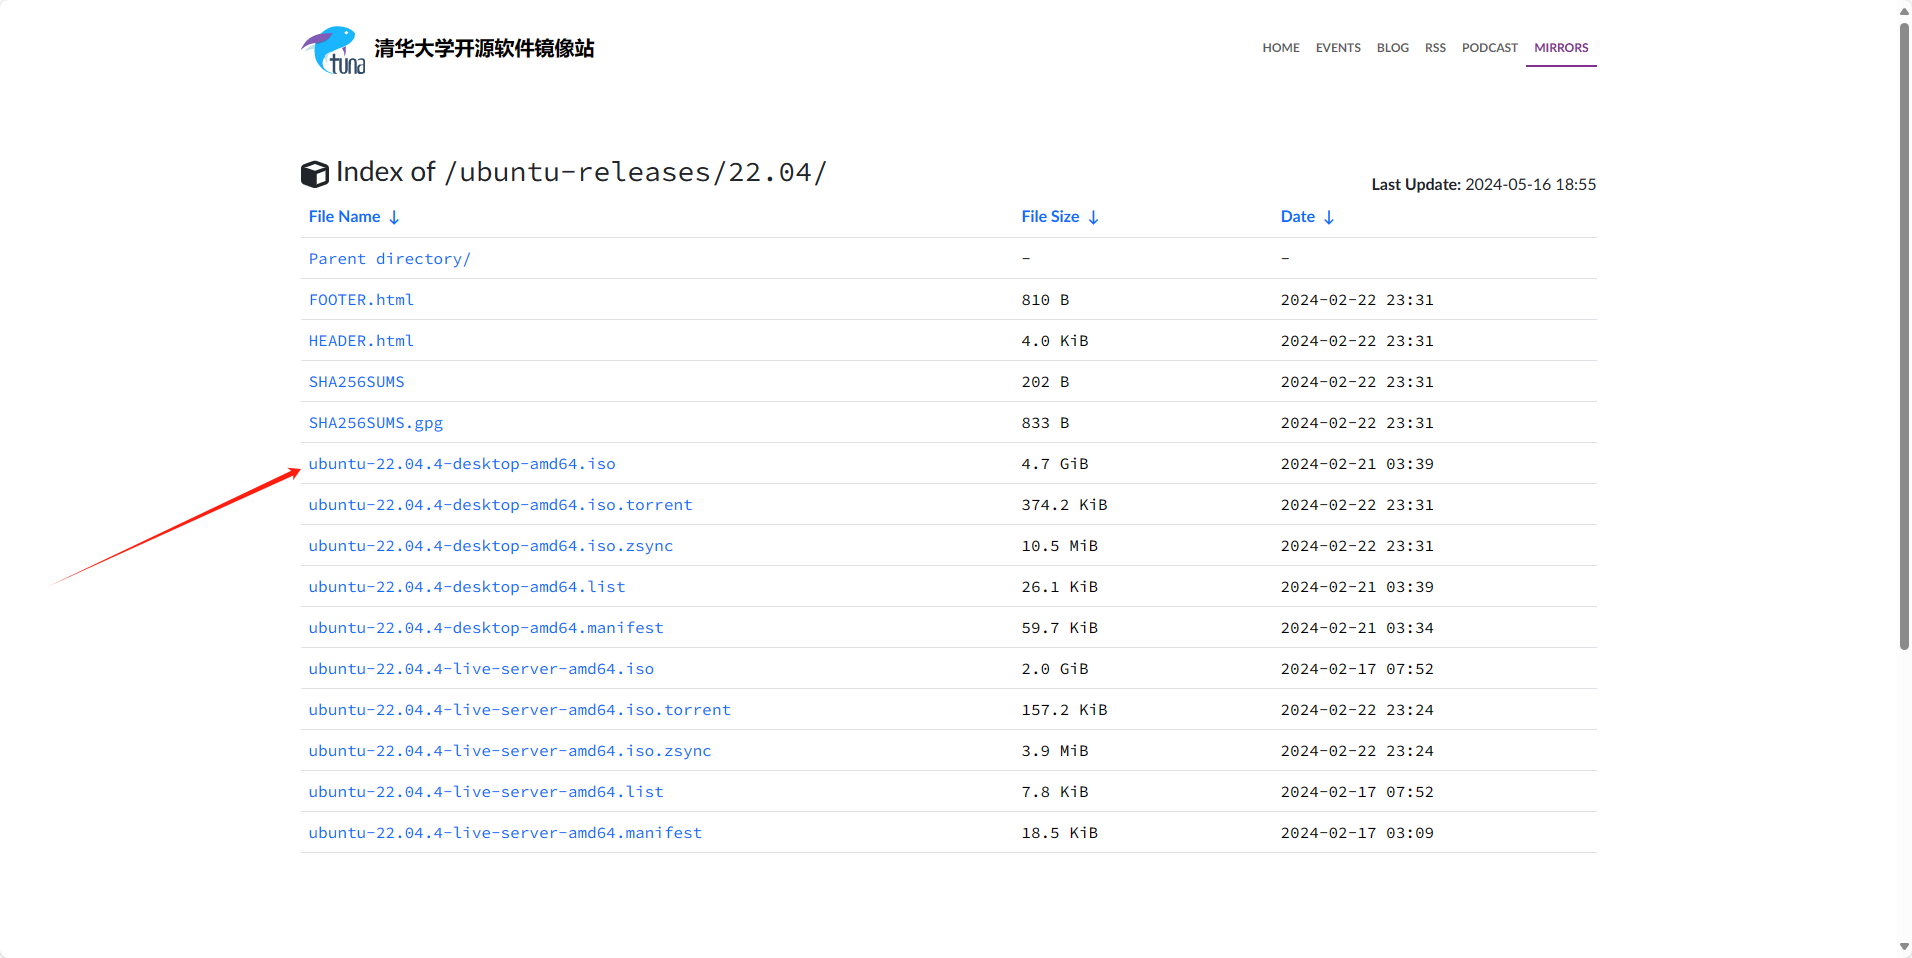 tuna 清华大学开源软件镜像站
HOME EVENTS BLOG RSS PODCAST MIRRORS
Index of /ubuntu-releases/22.04/
Last Update: 2024-05-16 18:55
File Name ↓ File Size ↓ Date ↓
Parent directory/ - -
FOOTER.html 810 B 2024-02-22 23:31
HEADER.html 4.0 KiB 2024-02-22 23:31
SHA256SUMS 202 B 2024-02-22 23:31
SHA256SUMS.gpg 833 B 2024-02-22 23:31
ubuntu-22.04.4-desktop-amd64.iso 4.7 GiB 2024-02-21 03:39
ubuntu-22.04.4-desktop-amd64.iso.torrent 374.2 KiB 2024-02-22 23:31
ubuntu-22.04.4-desktop-amd64.iso.zsync 10.5 MiB 2024-02-22 23:31
ubuntu-22.04.4-desktop-amd64.list 26.1 KiB 2024-02-21 03:39
ubuntu-22.04.4-desktop-amd64.manifest 59.7 KiB 2024-02-21 03:34
ubuntu-22.04.4-live-server-amd64.iso 2.0 GiB 2024-02-17 07:52
ubuntu-22.04.4-live-server-amd64.iso.torrent 157.2 KiB 2024-02-22 23:24
ubuntu-22.04.4-live-server-amd64.iso.zsync 3.9 MiB 2024-02-22 23:24
ubuntu-22.04.4-live-server-amd64.list 7.8 KiB 2024-02-17 07:52
ubuntu-22.04.4-live-server-amd64.manifest 18.5 KiB 2024-02-17 03:09